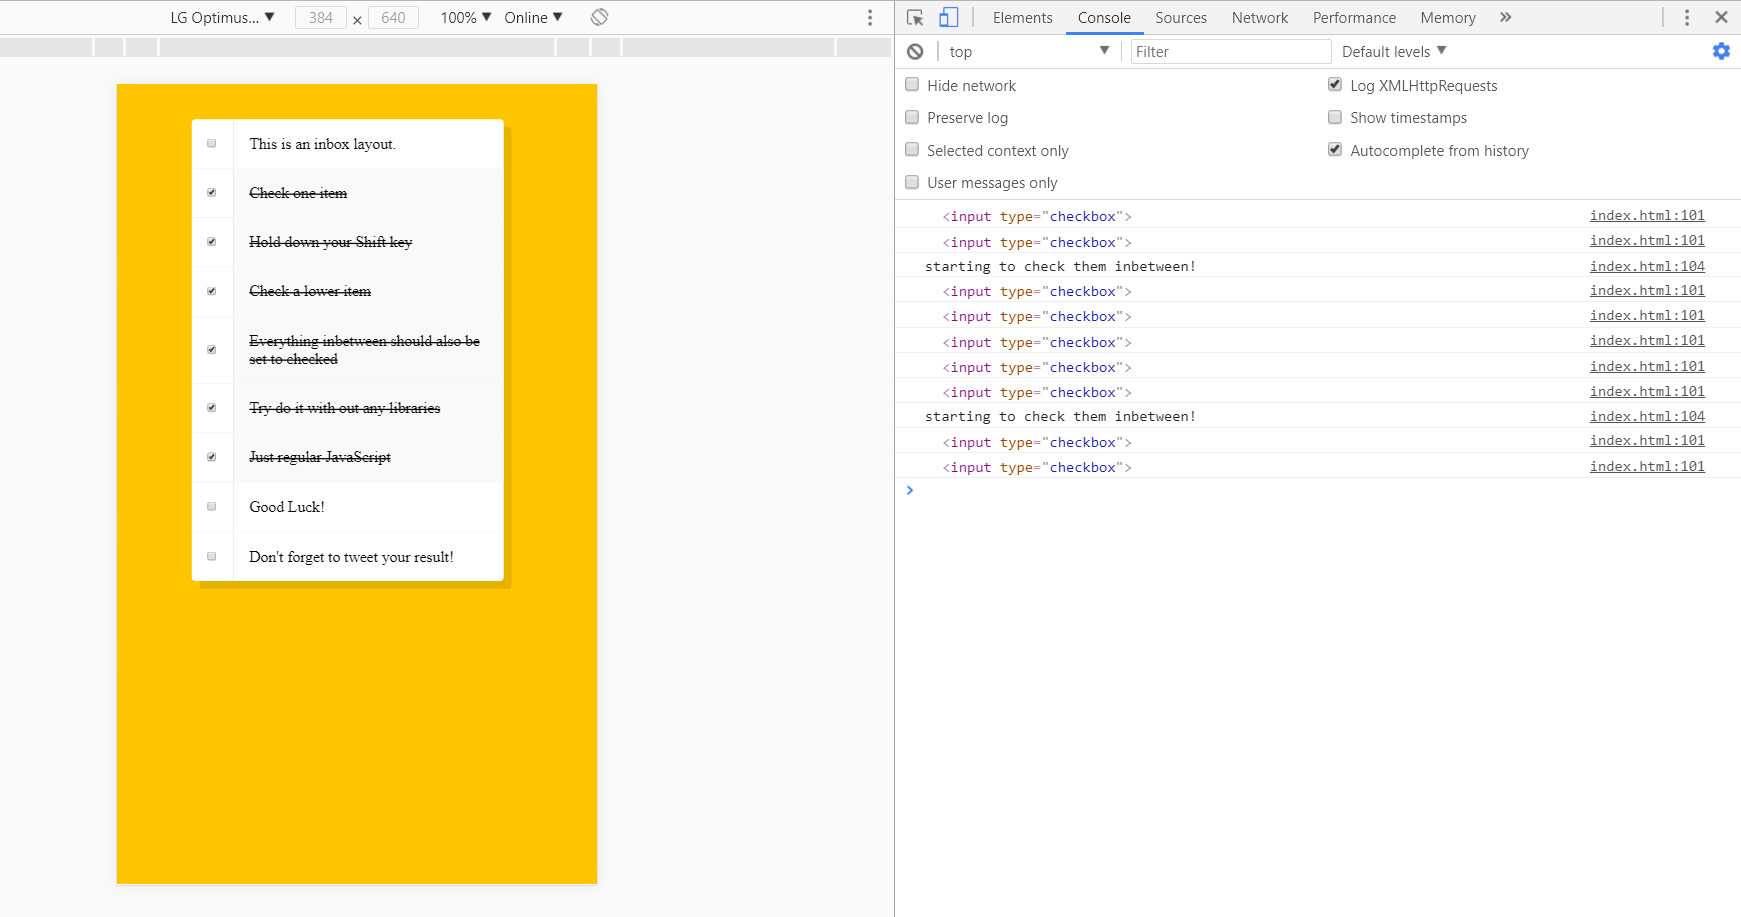 LG Optimus... ▼ 384 × 640 100% ▼ Online ▼
Elements Console Sources Network Performance Memory »
top ▼ Filter Default levels ▼
Hide network
Log XMLHttpRequests
Preserve log
Show timestamps
Selected context only
Autocomplete from history
User messages only
This is an inbox layout.
Check one item
Hold down your Shift key
Check a lower item
Everything inbetween should also be
set to checked
Try do it with out any libraries
Just regular JavaScript
Good Luck!
Don't forget to tweet your result!
<input type="checkbox"> index.html:101
<input type="checkbox"> index.html:101
starting to check them inbetween! index.html:104
<input type="checkbox"> index.html:101
<input type="checkbox"> index.html:101
<input type="checkbox"> index.html:101
<input type="checkbox"> index.html:101
<input type="checkbox"> index.html:101
starting to check them inbetween! index.html:104
<input type="checkbox"> index.html:101
<input type="checkbox"> index.html:101